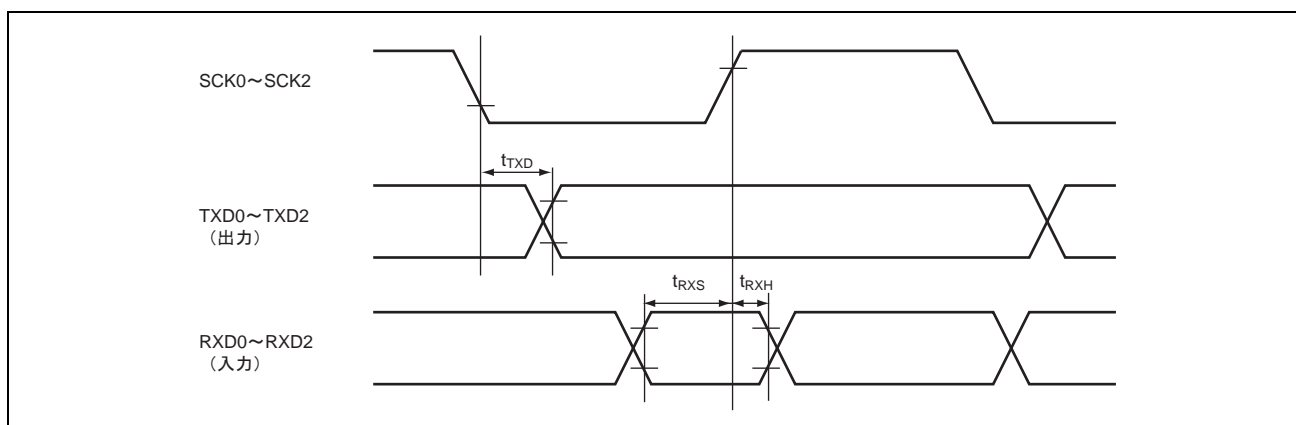 SCK0～SCK2
tTXD
TXD0～TXD2
（出力）
tRXS
tRXH
RXD0～RXD2
（入力）